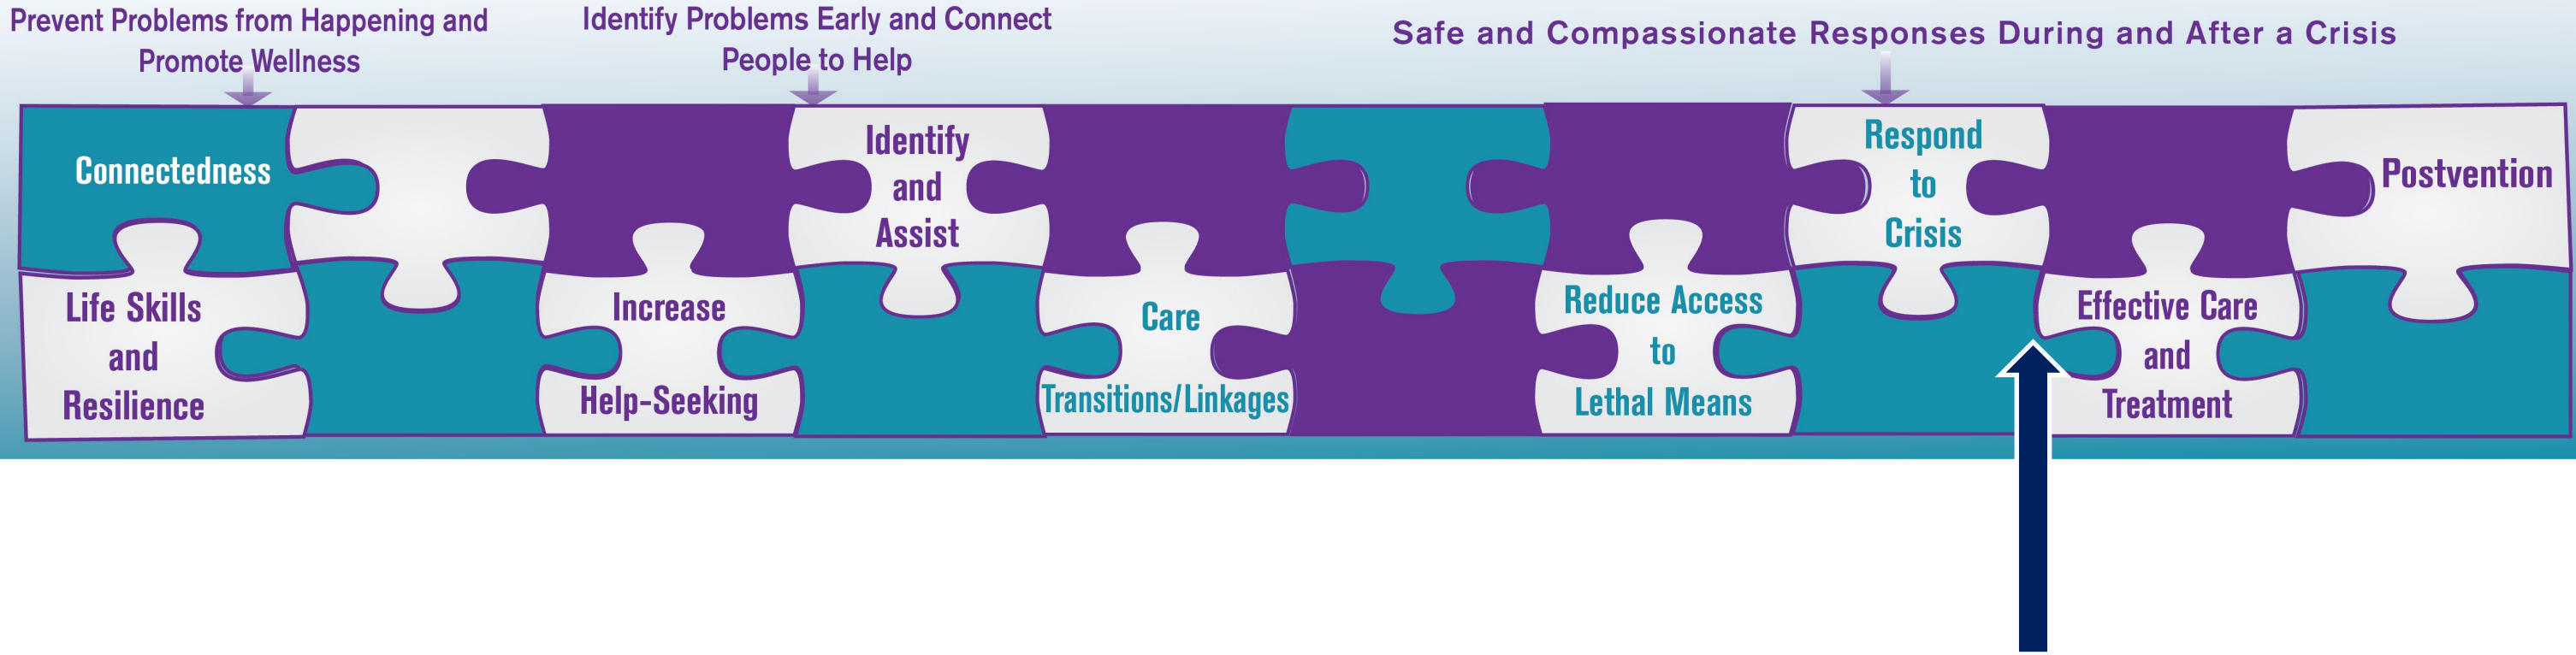 Prevent Problems from Happening and
Promote Wellness
Identify Problems Early and Connect
People to Help
Safe and Compassionate Responses During and After a Crisis
Connectedness
Life Skills
and
Resilience
Increase
Help-Seeking
Identify
and
Assist
Care
Transitions/Linkages
Reduce Access
to
Lethal Means
Respond
to
Crisis
Effective Care
and
Treatment
Postvention